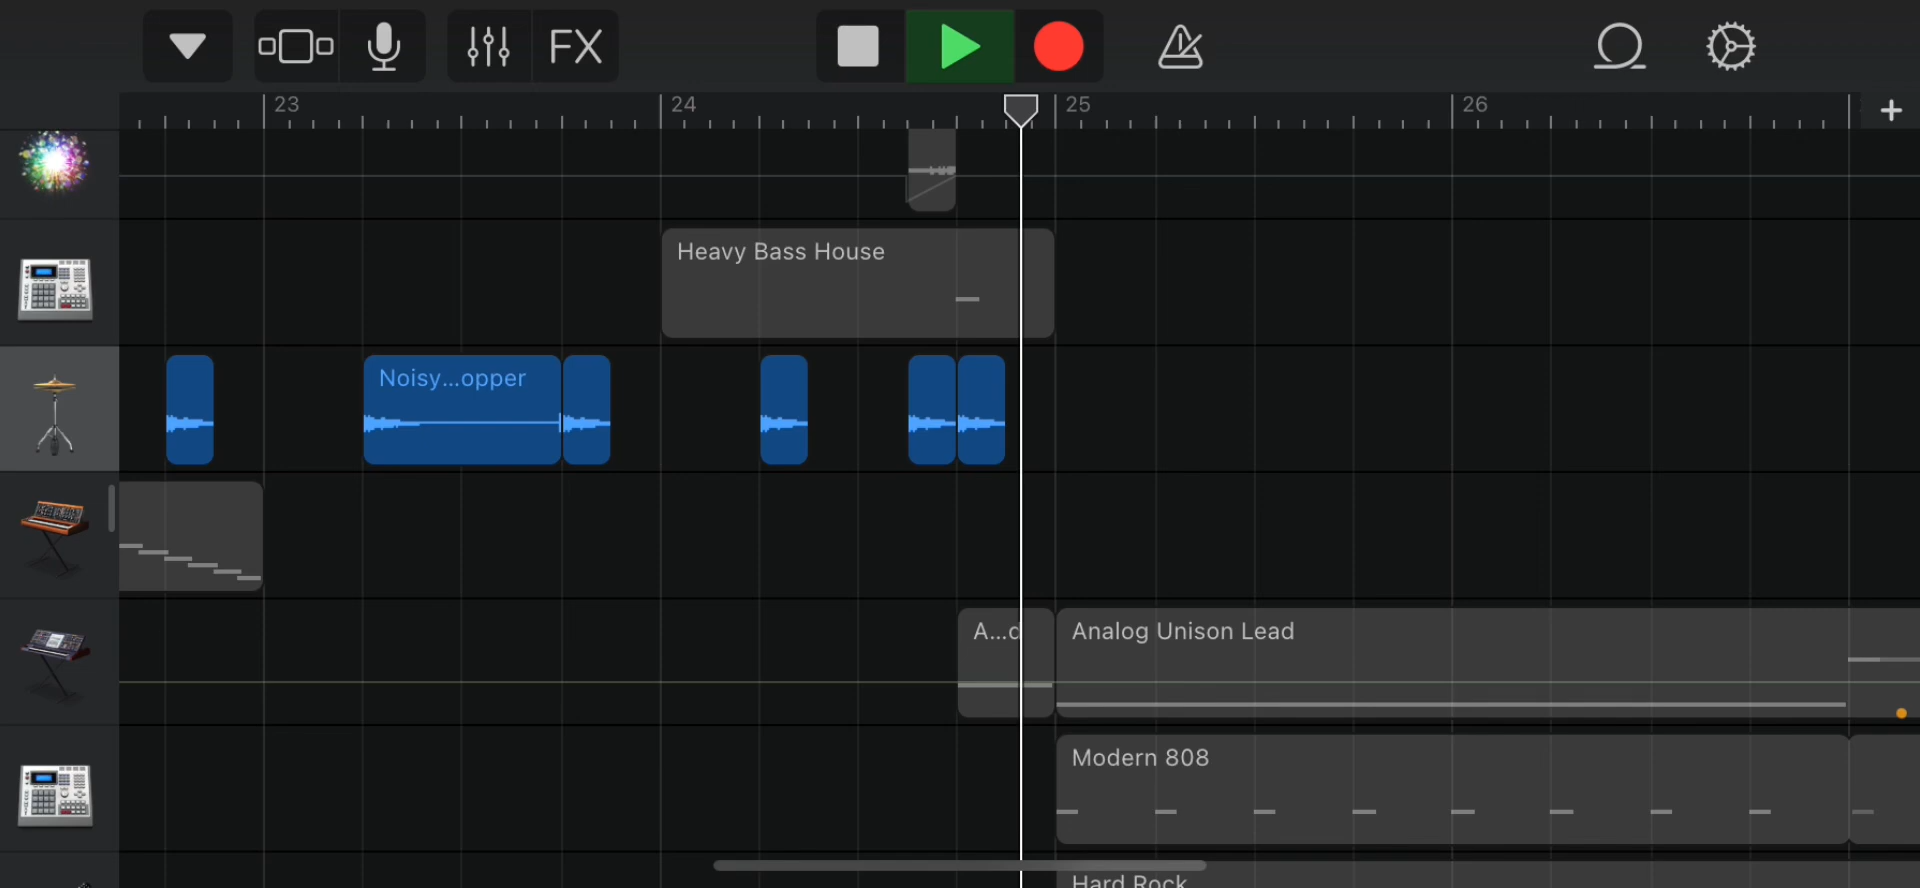 FX
23
24
25
26
Heavy Bass House
Noisy...opper
A...d
Analog Unison Lead
Modern 808
Hard Rock